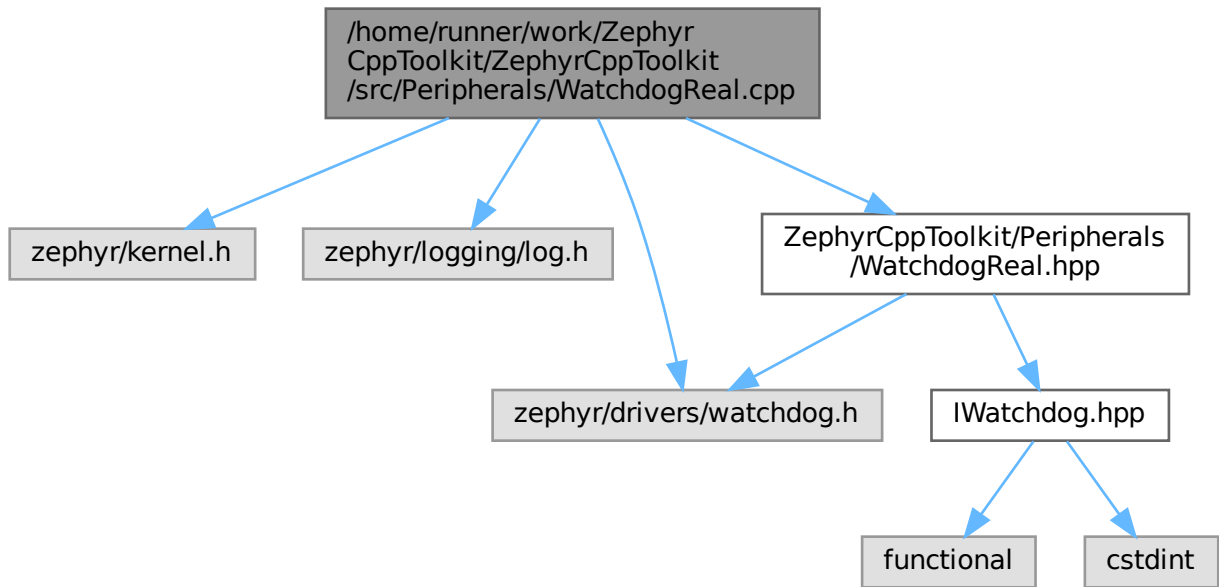 /home/runner/work/Zephyr
CppToolkit/ZephyrCppToolkit
/src/Peripherals/WatchdogReal.cpp
zephyr/kernel.h
zephyr/logging/log.h
ZephyrCppToolkit/Peripherals
/WatchdogReal.hpp
zephyr/drivers/watchdog.h
IWatchdog.hpp
functional
cstdint